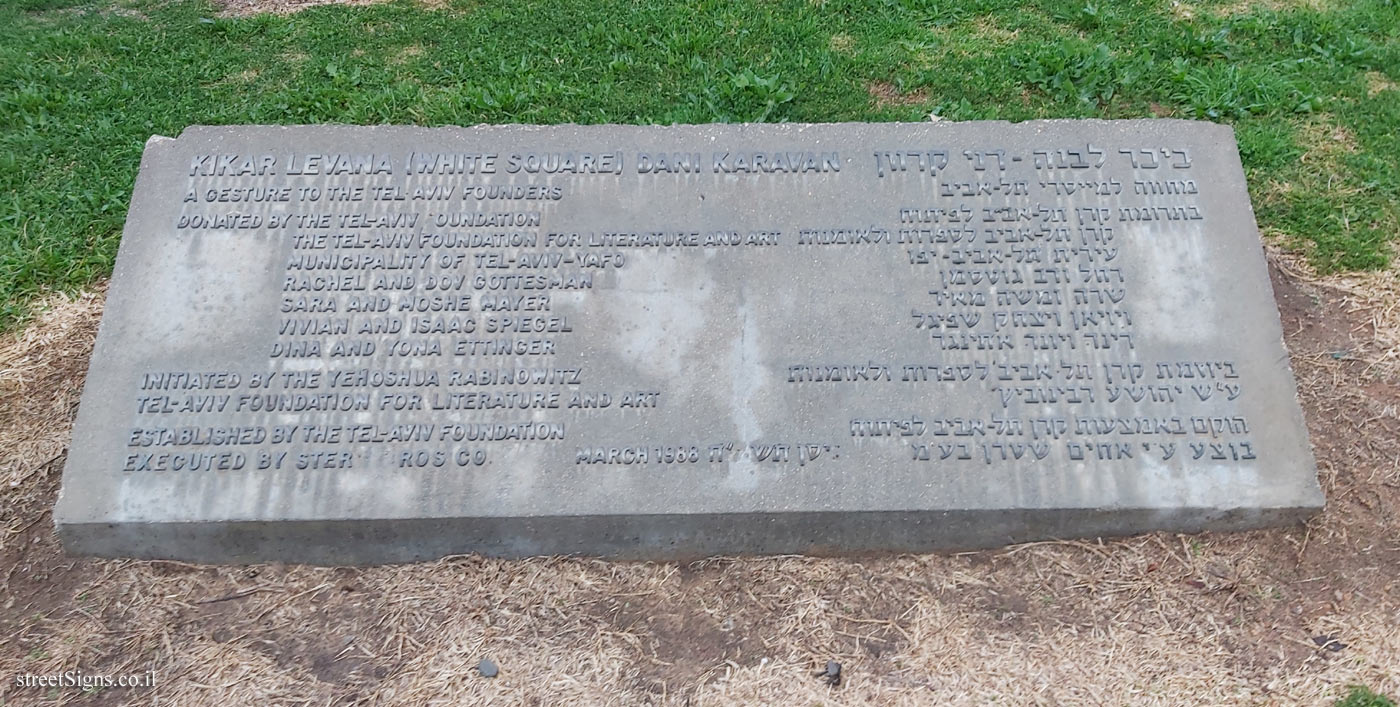 KIKAR LEVANA (WHITE SQUARE) DANI KARAVAN
A GESTURE TO THE TEL-AVIV FOUNDERS
DONATED BY THE TEL-AVIV OUNDATION
THE TEL-AVIV FOUNDATION FOR LITERATURE AND ART
MUNICIPALITY OF TEL-AVIV-YAFO
RACHEL AND DOV GOTTESMAN
SARA AND MOSHE MAYER
VIVIAN AND ISAAC SPIEGEL
DINA AND YONA ETTINGER
INITIATED BY THE YEHOSHUA RABINOWITZ
TEL-AVIV FOUNDATION FOR LITERATURE AND ART
ESTABLISHED BY THE TEL-AVIV FOUNDATION
EXECUTED BY STER ROS CO.
MARCH 1988
כיכר לבנה - דני קרוון
מחווה למייסדי תל-אביב
בתרומת קרן תל-אביב לפיתוח
קרן תל-אביב לספרות ולאומנות
עירית תל-אביב-יפו
רחל ודב גוטסמן
שרה ומשה מאיר
ויויאן ויצחק שפיגל
דינה ויונה אתינגר
ביוזמת קרן תל-אביב לספרות ולאומנות
ע"ש יהושע רבינוביץ
הוקם באמצעות קרן תל-אביב לפיתוח
בוצע ע"י אחים שטרן בע"מ
streetSigns.co.il